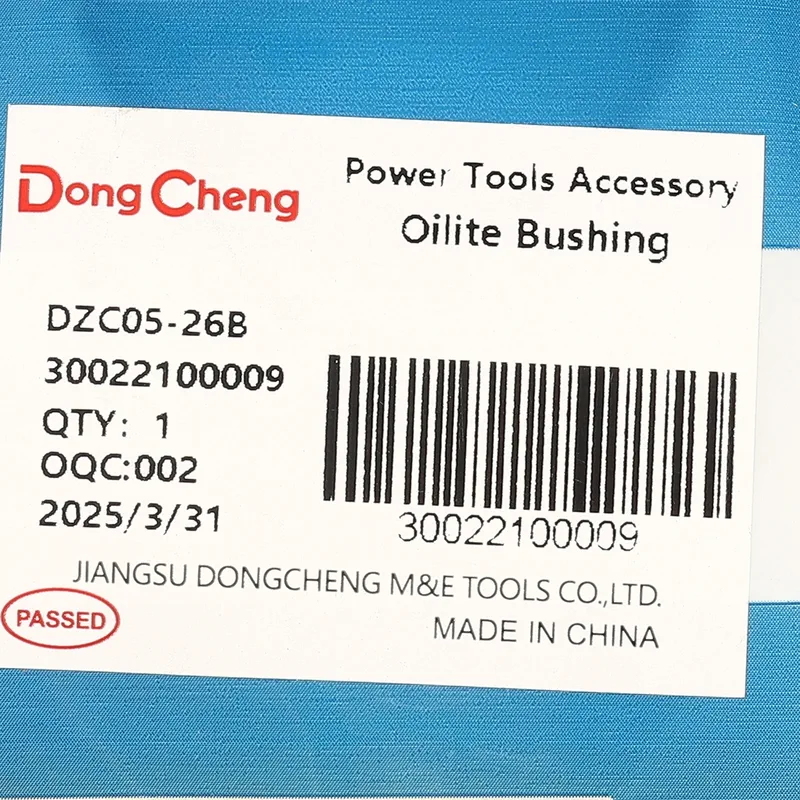 Dong Cheng
Power Tools Accessory
Oilite Bushing
DZC05-26B
30022100009
QTY: 1
OQC:002
2025/3/31
30022100009
JIANGSU DONGCHENG M&E TOOLS CO.,LTD.
PASSED
MADE IN CHINA